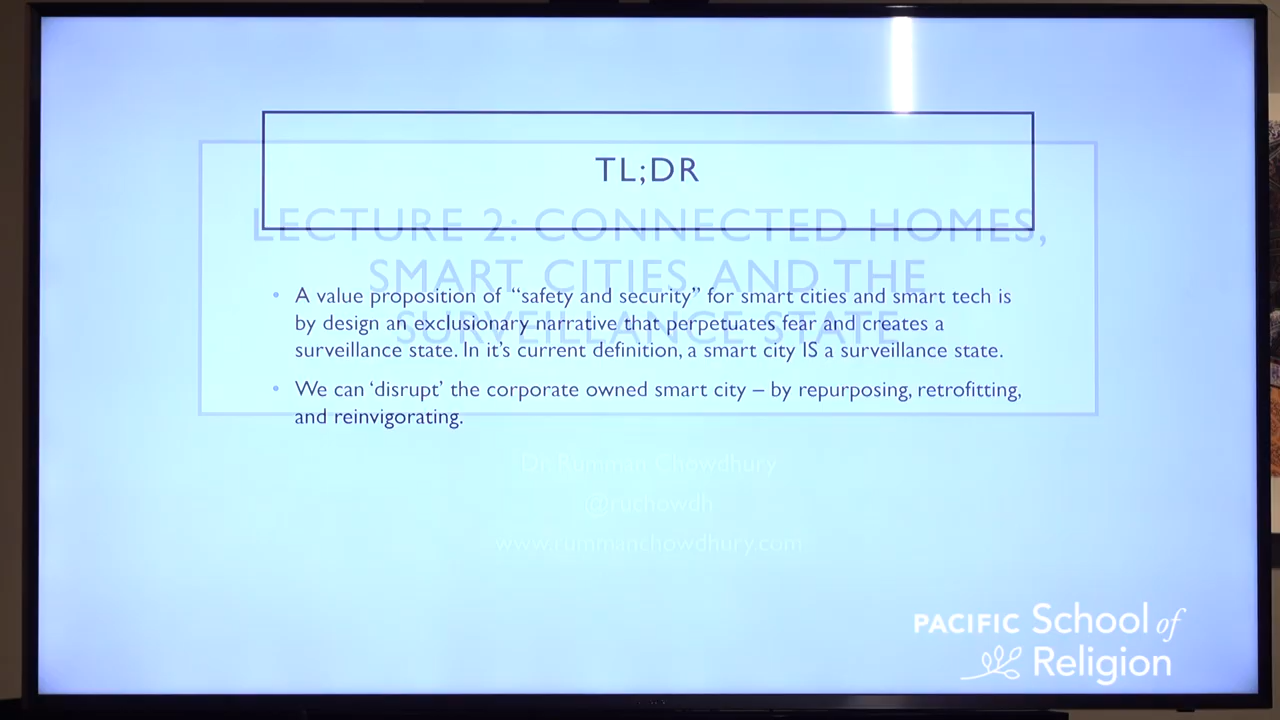 TL;DR
LECTURE 2: CONNECTED HOMES,
SMART CITIES, AND THE
SURVEILLANCE STATE
• A value proposition of “safety and security” for smart cities and smart tech is
by design an exclusionary narrative that perpetuates fear and creates a
surveillance state. In it’s current definition, a smart city IS a surveillance state.
• We can ‘disrupt’ the corporate owned smart city – by repurposing, retrofitting,
and reinvigorating.
Dr. Rumman Chowdhury
@ruchowdh
www.rummanchowdhury.com
PACIFIC School of
Religion